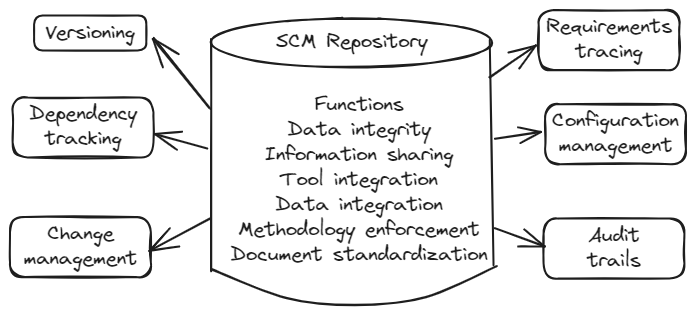 Versioning
Dependency
tracking
Change
management
SCM Repository
Functions
Data integrity
Information sharing
Tool integration
Data integration
Methodology enforcement
Document standardization
Requirements
tracing
Configuration
management
Audit
trails